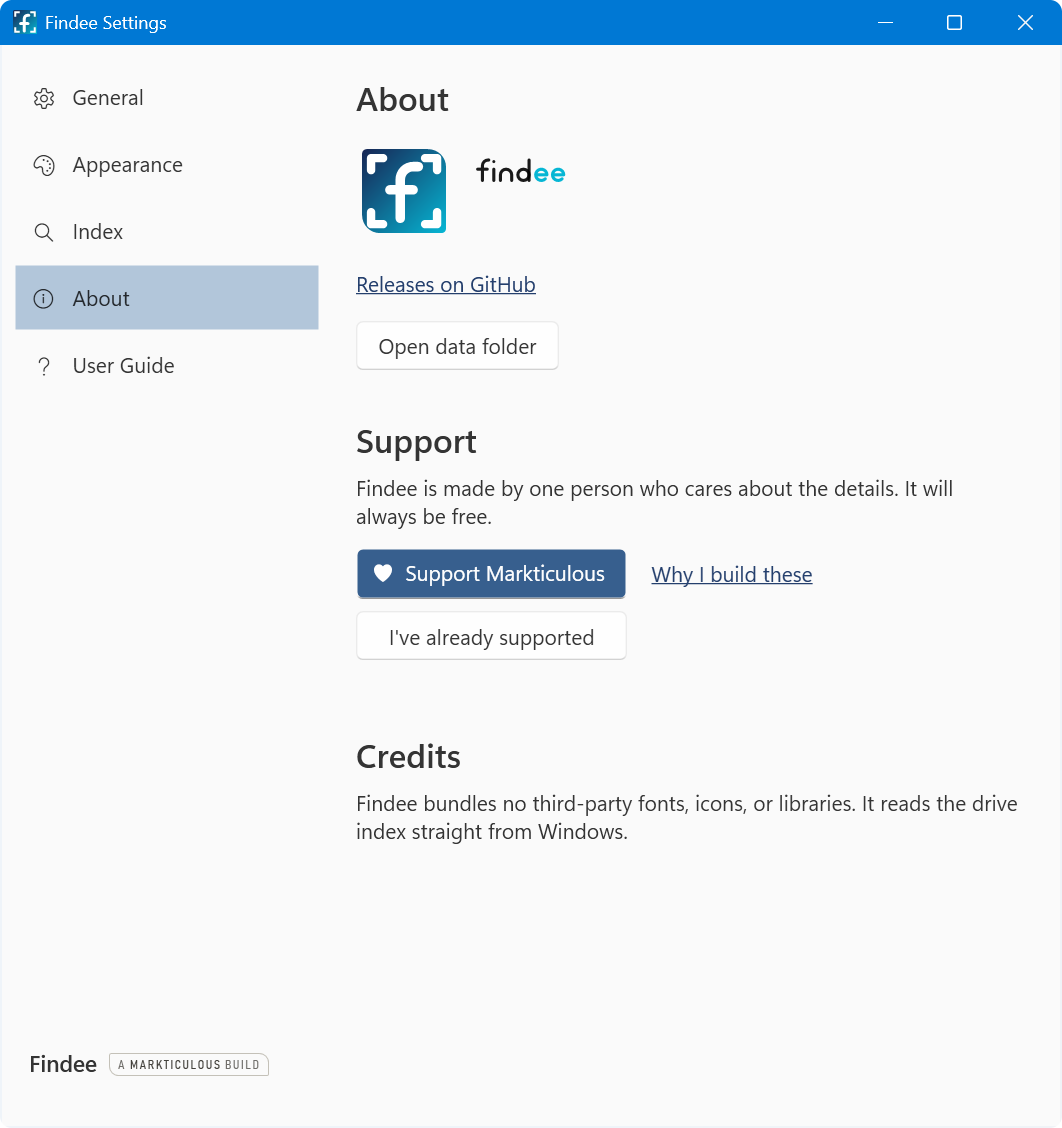 Findee Settings
General
Appearance
Index
About
User Guide
About
findee
Releases on GitHub
Open data folder
Support
Findee is made by one person who cares about the details. It will
always be free.
Support Markticulous
Why I build these
I've already supported
Credits
Findee bundles no third-party fonts, icons, or libraries. It reads the drive
index straight from Windows.
Findee
A MARKTICULOUS BUILD